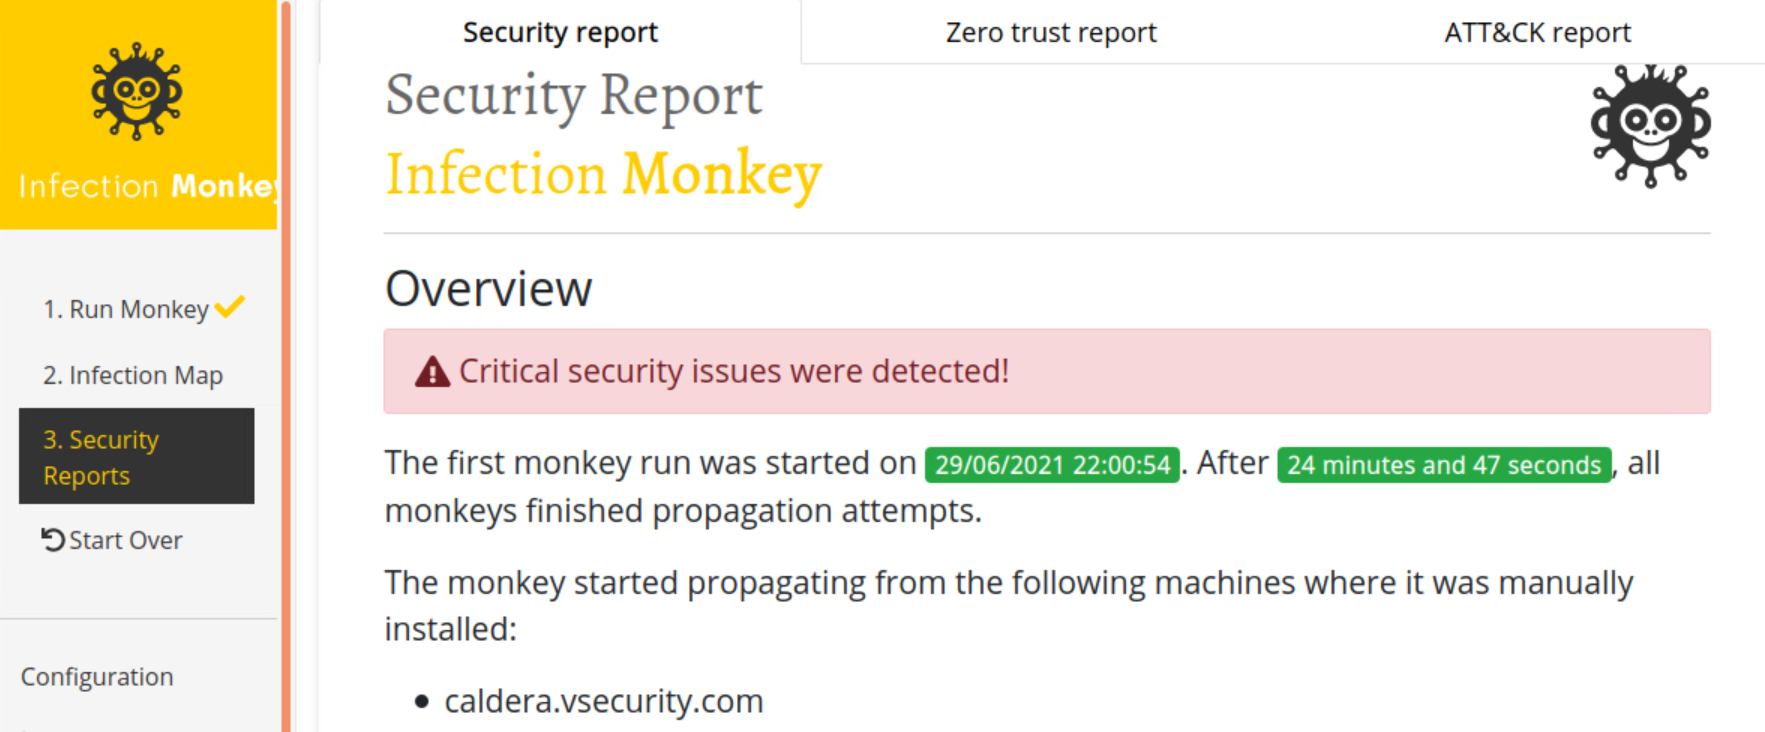 Infection Monkey
1. Run Monkey
2. Infection Map
3. Security
Reports
Start Over
Configuration
Security report
Zero trust report
ATT&CK report
Security Report
Infection Monkey
Overview
Critical security issues were detected!
The first monkey run was started on 29/06/2021 22:00:54. After 24 minutes and 47 seconds, all
monkeys finished propagation attempts.
The monkey started propagating from the following machines where it was manually
installed:
• caldera.vsecurity.com